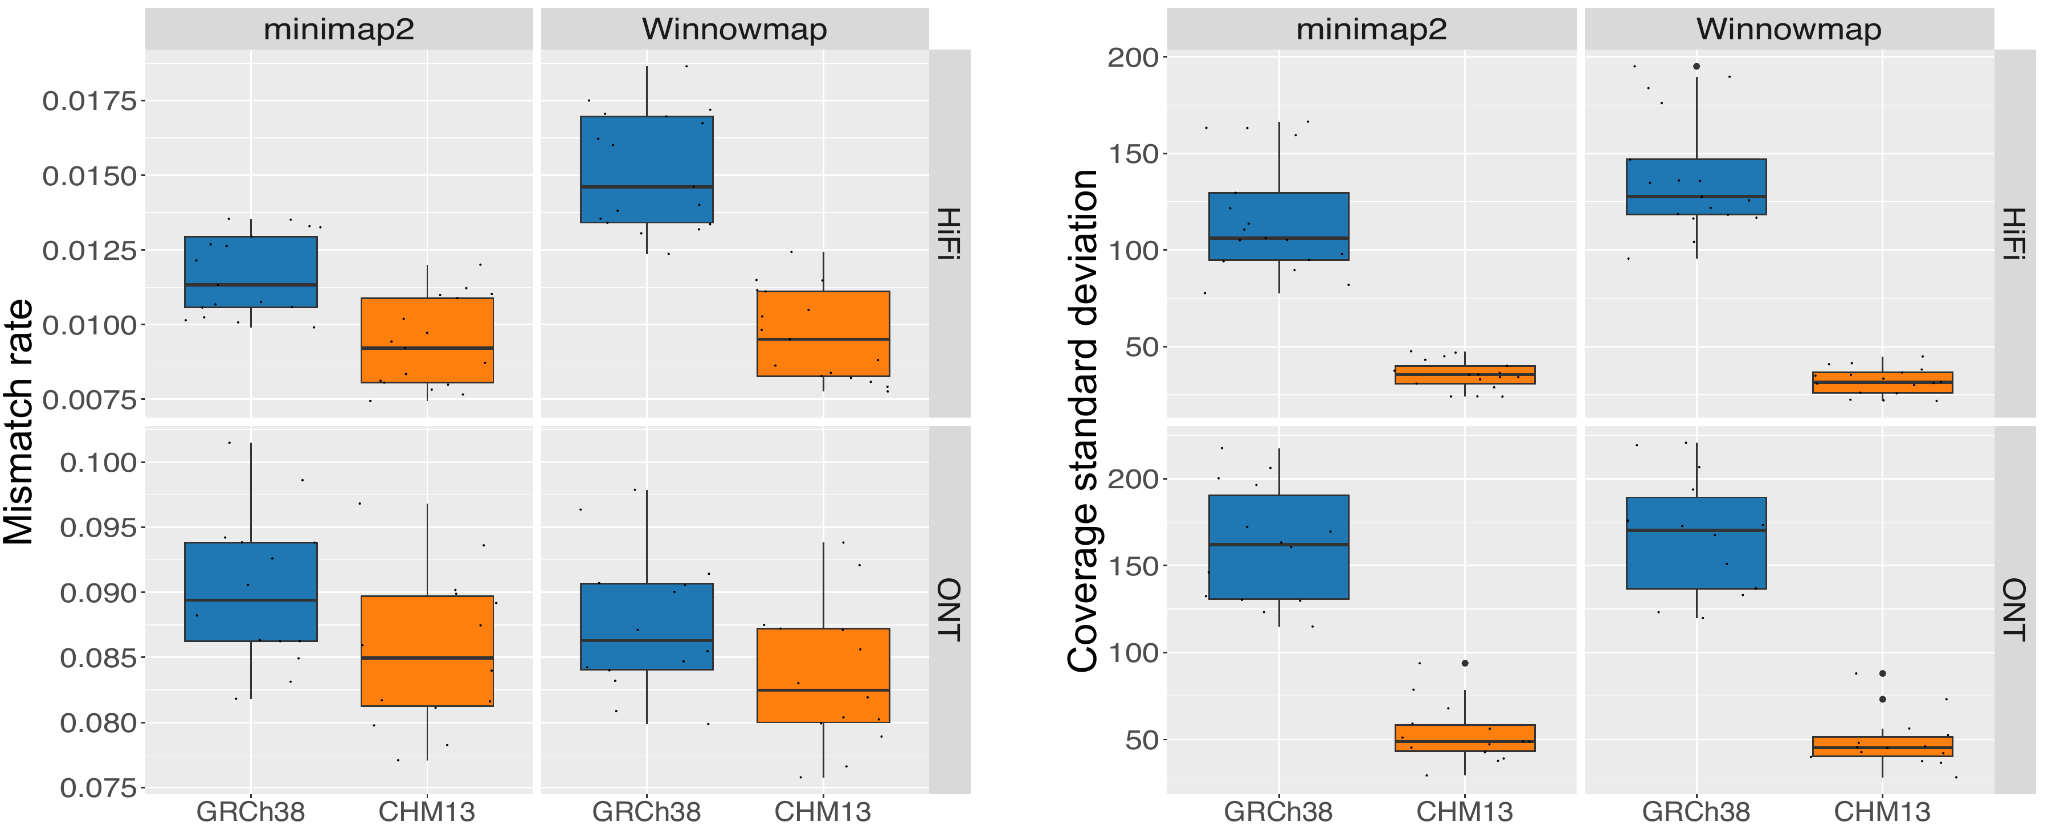 minimap2
Winnowmap
Mismatch rate
0.0175
0.0150
0.0125
0.0100
0.0075
HiFi
0.100
0.095
0.090
0.085
0.080
0.075
ONT
GRCh38
CHM13
GRCh38
CHM13
minimap2
Winnowmap
Coverage standard deviation
200
150
100
50
HiFi
200
150
100
50
ONT
GRCh38
CHM13
GRCh38
CHM13